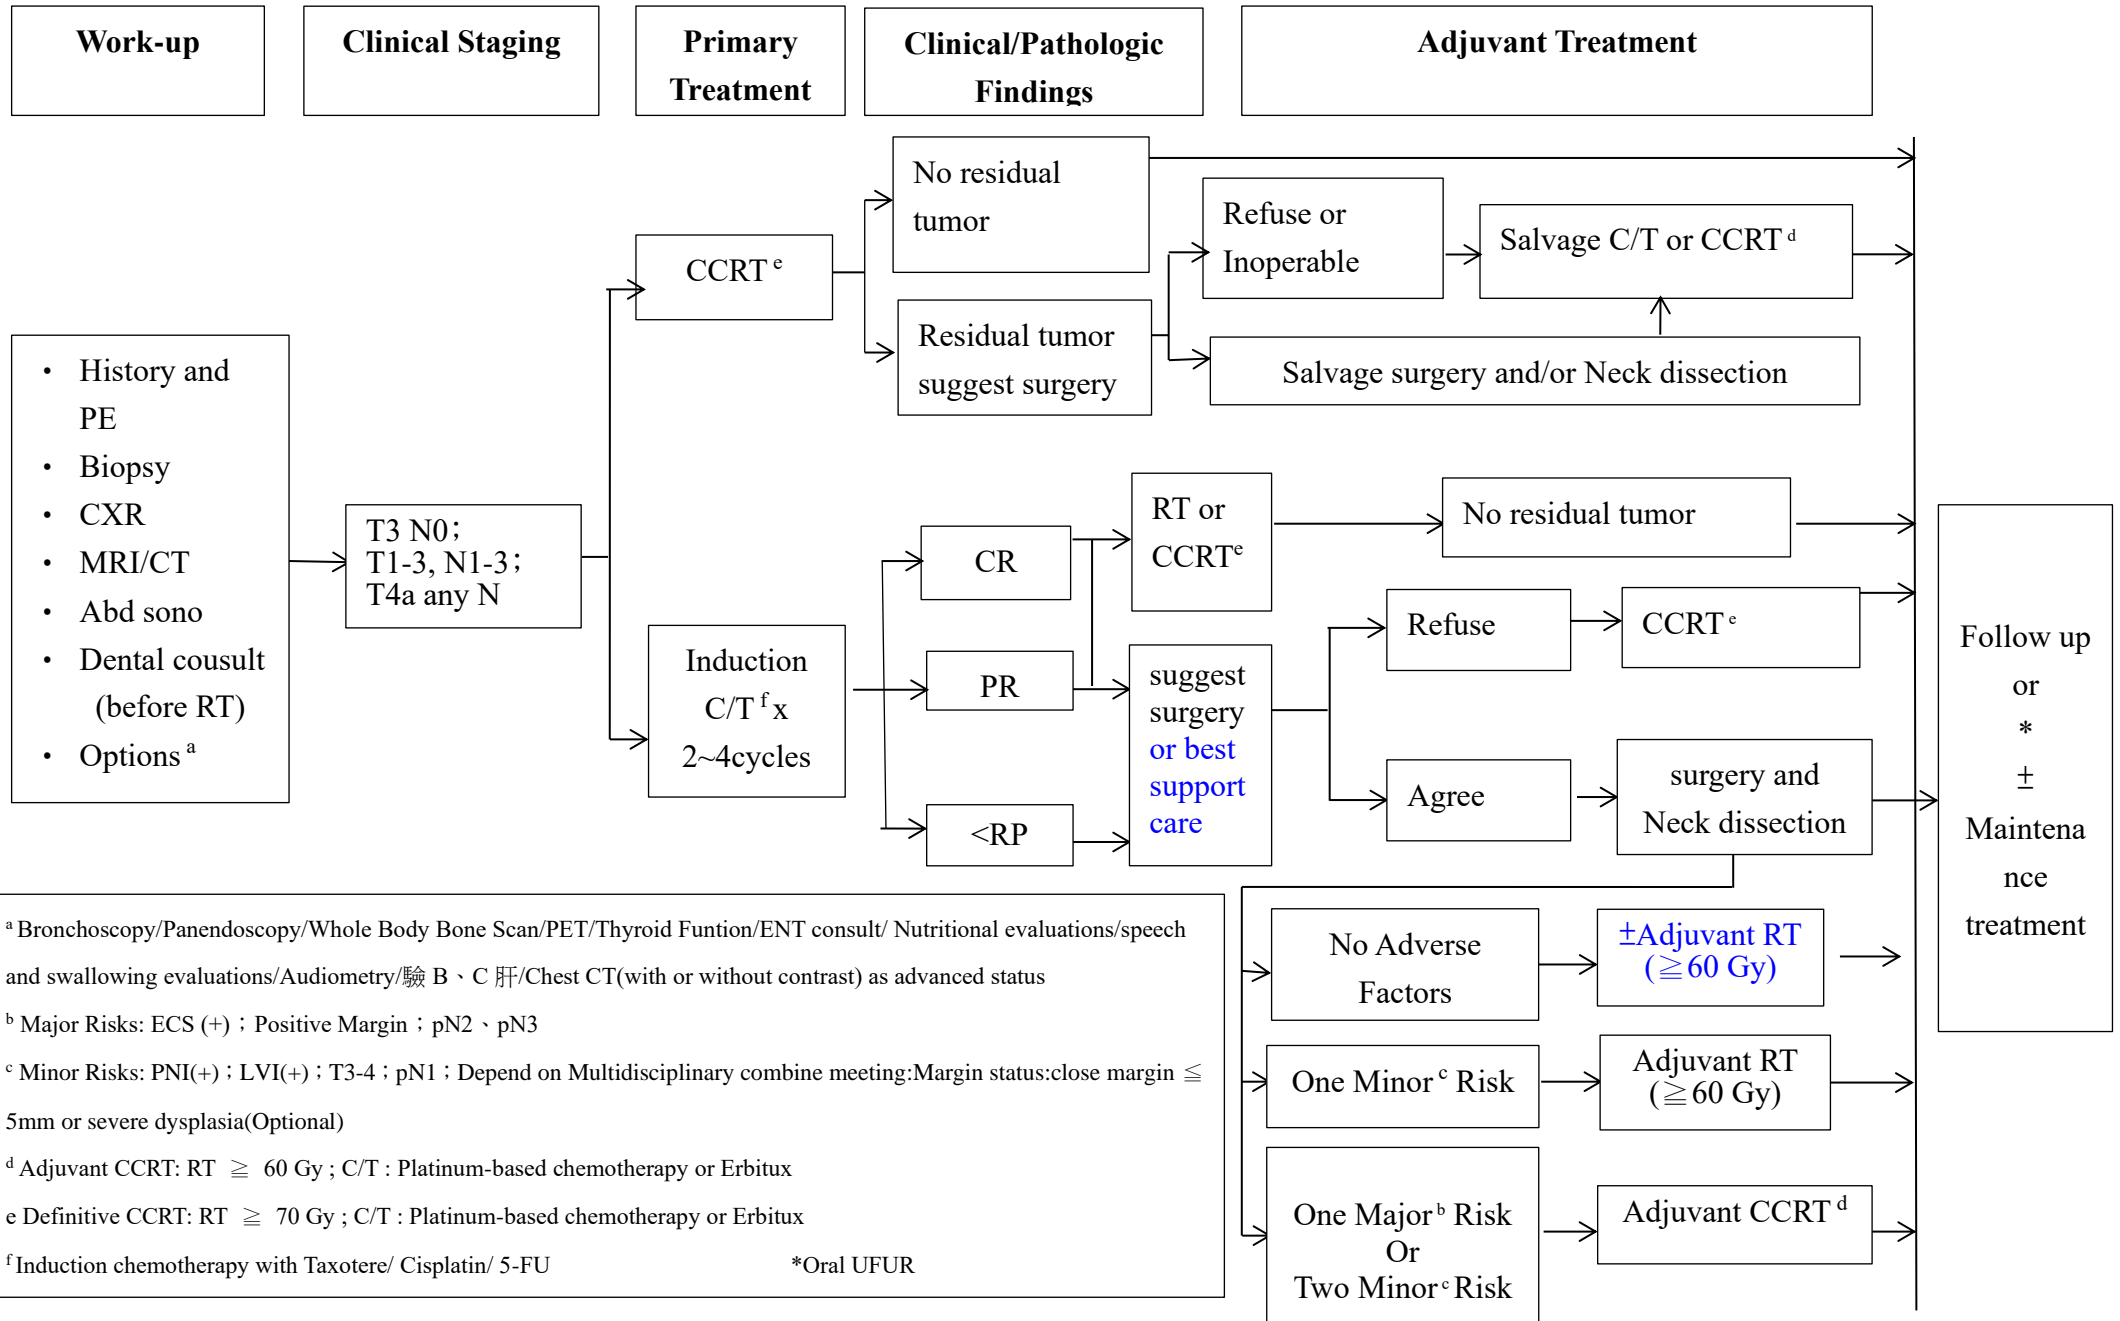 Work-up
Clinical Staging
Primary
Treatment
Clinical/Pathologic
Findings
Adjuvant Treatment
• History and
PE
• Biopsy
• CXR
• MRI/CT
• Abd sono
• Dental cousult
(before RT)
• Options a
T3 N0；
T1-3, N1-3；
T4a any N
CCRT e
Induction
C/T f x
2~4cycles
No residual
tumor
Residual tumor
suggest surgery
Refuse or
Inoperable
Salvage C/T or CCRT d
Salvage surgery and/or Neck dissection
CR
PR
<RP
RT or
CCRTe
suggest
surgery
or best
support
care
No residual tumor
Refuse
CCRT e
Agree
surgery and
Neck dissection
No Adverse
Factors
±Adjuvant RT
(≧60 Gy)
One Minor c Risk
Adjuvant RT
(≧60 Gy)
One Major b Risk
Or
Two Minor c Risk
Adjuvant CCRT d
Follow up
or
*
±
Maintena
nce
treatment
a Bronchoscopy/Panendoscopy/Whole Body Bone Scan/PET/Thyroid Funtion/ENT consult/ Nutritional evaluations/speech
and swallowing evaluations/Audiometry/驗 B、C 肝/Chest CT(with or without contrast) as advanced status
b Major Risks: ECS (+)；Positive Margin；pN2、pN3
c Minor Risks: PNI(+)；LVI(+)；T3-4；pN1；Depend on Multidisciplinary combine meeting:Margin status:close margin ≦
5mm or severe dysplasia(Optional)
d Adjuvant CCRT: RT ≧ 60 Gy ; C/T : Platinum-based chemotherapy or Erbitux
e Definitive CCRT: RT ≧ 70 Gy ; C/T : Platinum-based chemotherapy or Erbitux
f Induction chemotherapy with Taxotere/ Cisplatin/ 5-FU *Oral UFUR